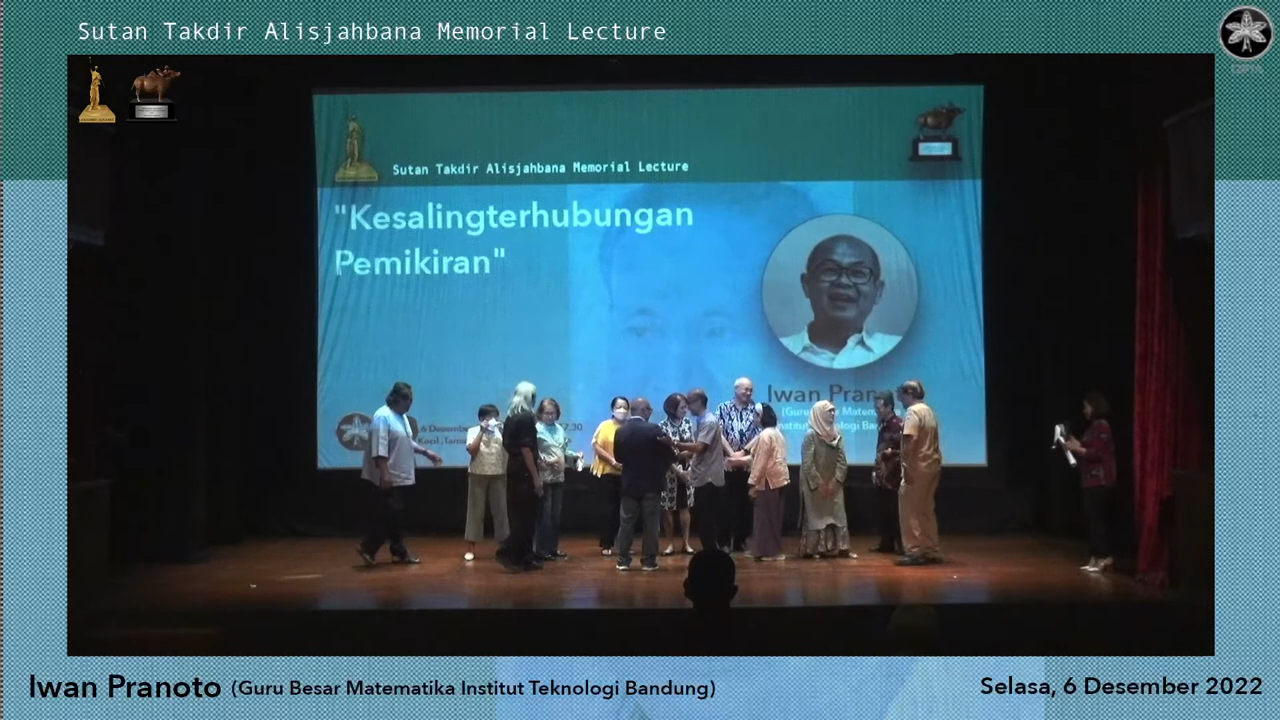 Sutan Takdir Alisjahbana Memorial Lecture
Sutan Takdir Alisjahbana Memorial Lecture
"Kesalingterhubungan
Pemikiran"
Iwan
Iwan Pranoto (Guru Besar Matematika Institut Teknologi Bandung)
Selasa, 6 Desember 2022